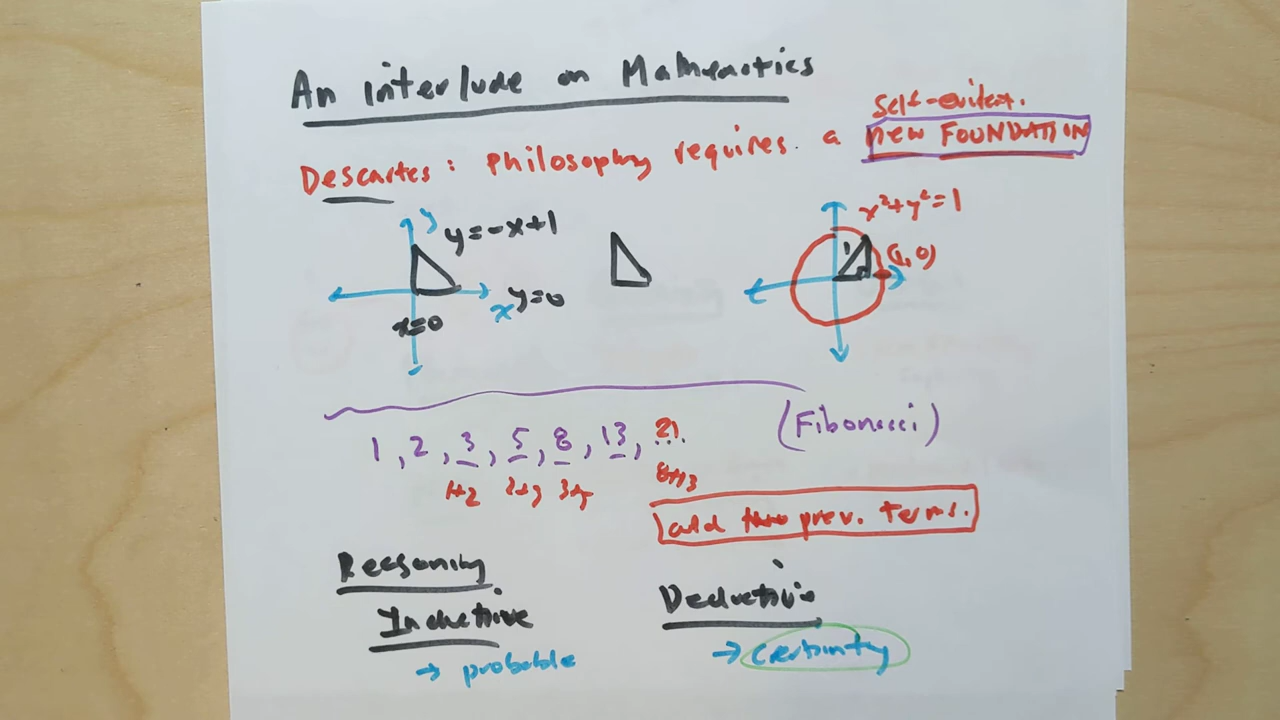 An interlude on Mathematics
Self-evident.
Descartes: Philosophy requires a new FOUNDATION
y
y=-x+1
x²+y²=1
1
(1,0)
x
y=0
x=0
1, 2, 3, 5, 8, 13, 21...
(Fibonacci)
1+2 2+3 3+5 8+13
add two prev. terms.
Reasoning
Inductive
Deductive
→ probable
→ certainty